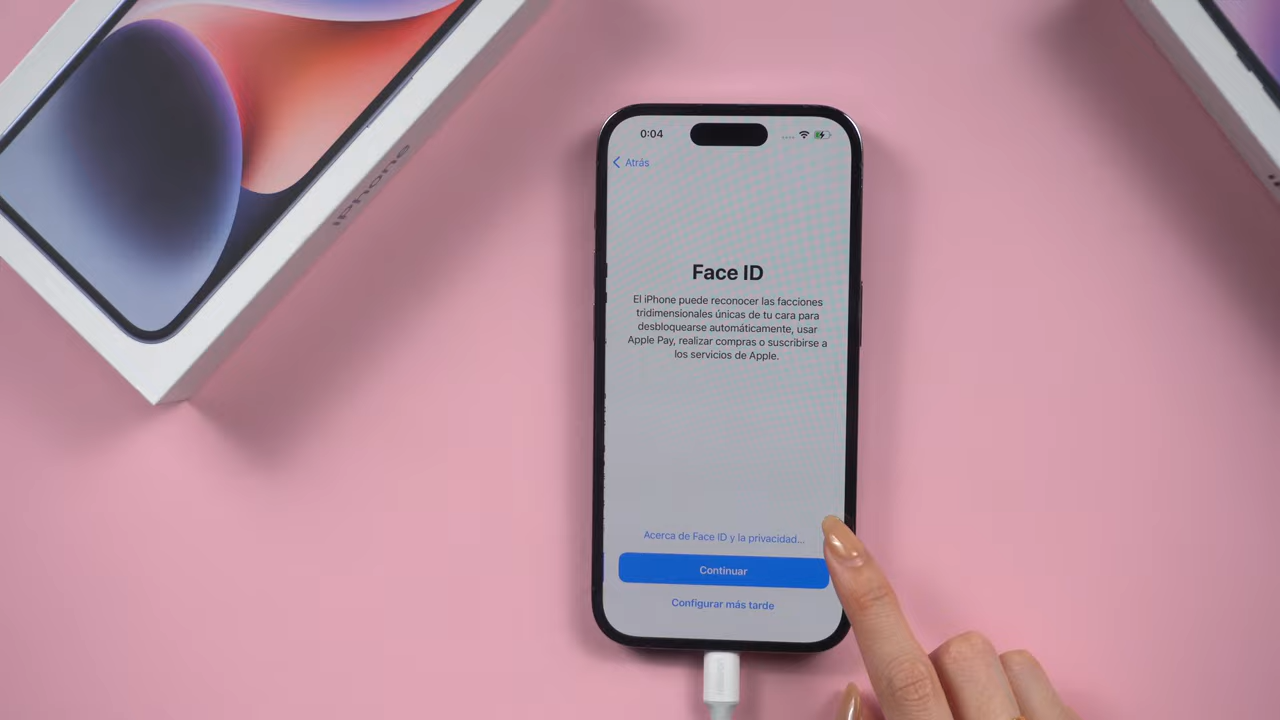 iPhone
0:04
Atrás
Face ID
El iPhone puede reconocer las facciones
tridimensionales únicas de tu cara para
desbloquearse automáticamente, usar
Apple Pay, realizar compras o suscribirse a
los servicios de Apple.
Acerca de Face ID y la privacidad...
Continuar
Configurar más tarde